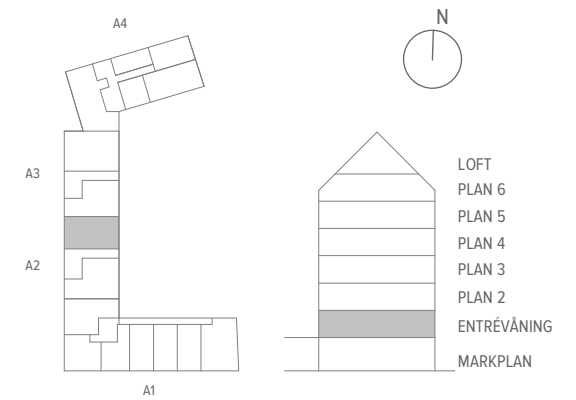 A4
N
A3
A2
A1
LOFT
PLAN 6
PLAN 5
PLAN 4
PLAN 3
PLAN 2
ENTRÉVÅNING
MARKPLAN